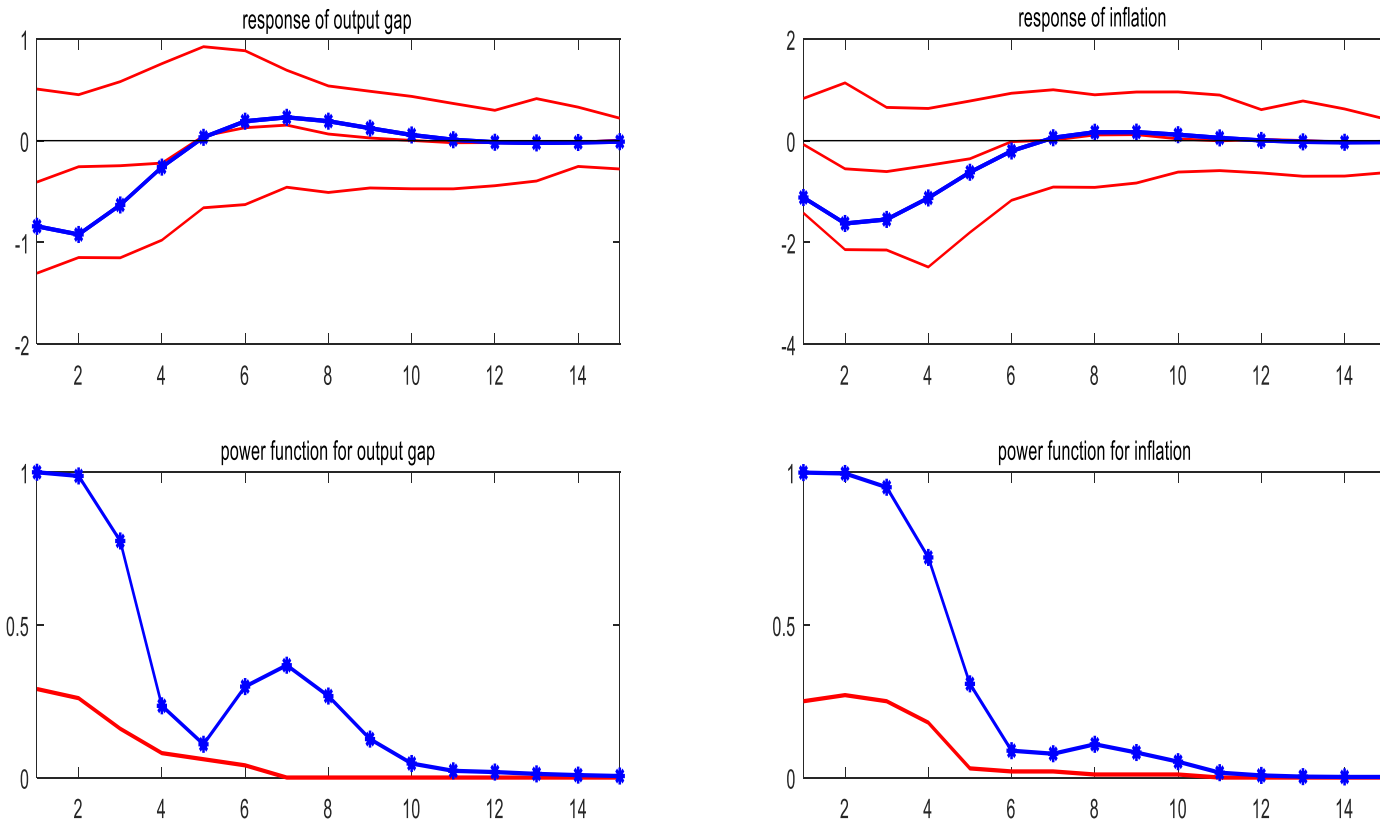 response of output gap
1
0
-1
-2
2 4 6 8 10 12 14
response of inflation
2
0
-2
-4
2 4 6 8 10 12 14
power function for output gap
1
0.5
0
2 4 6 8 10 12 14
power function for inflation
1
0.5
0
2 4 6 8 10 12 14